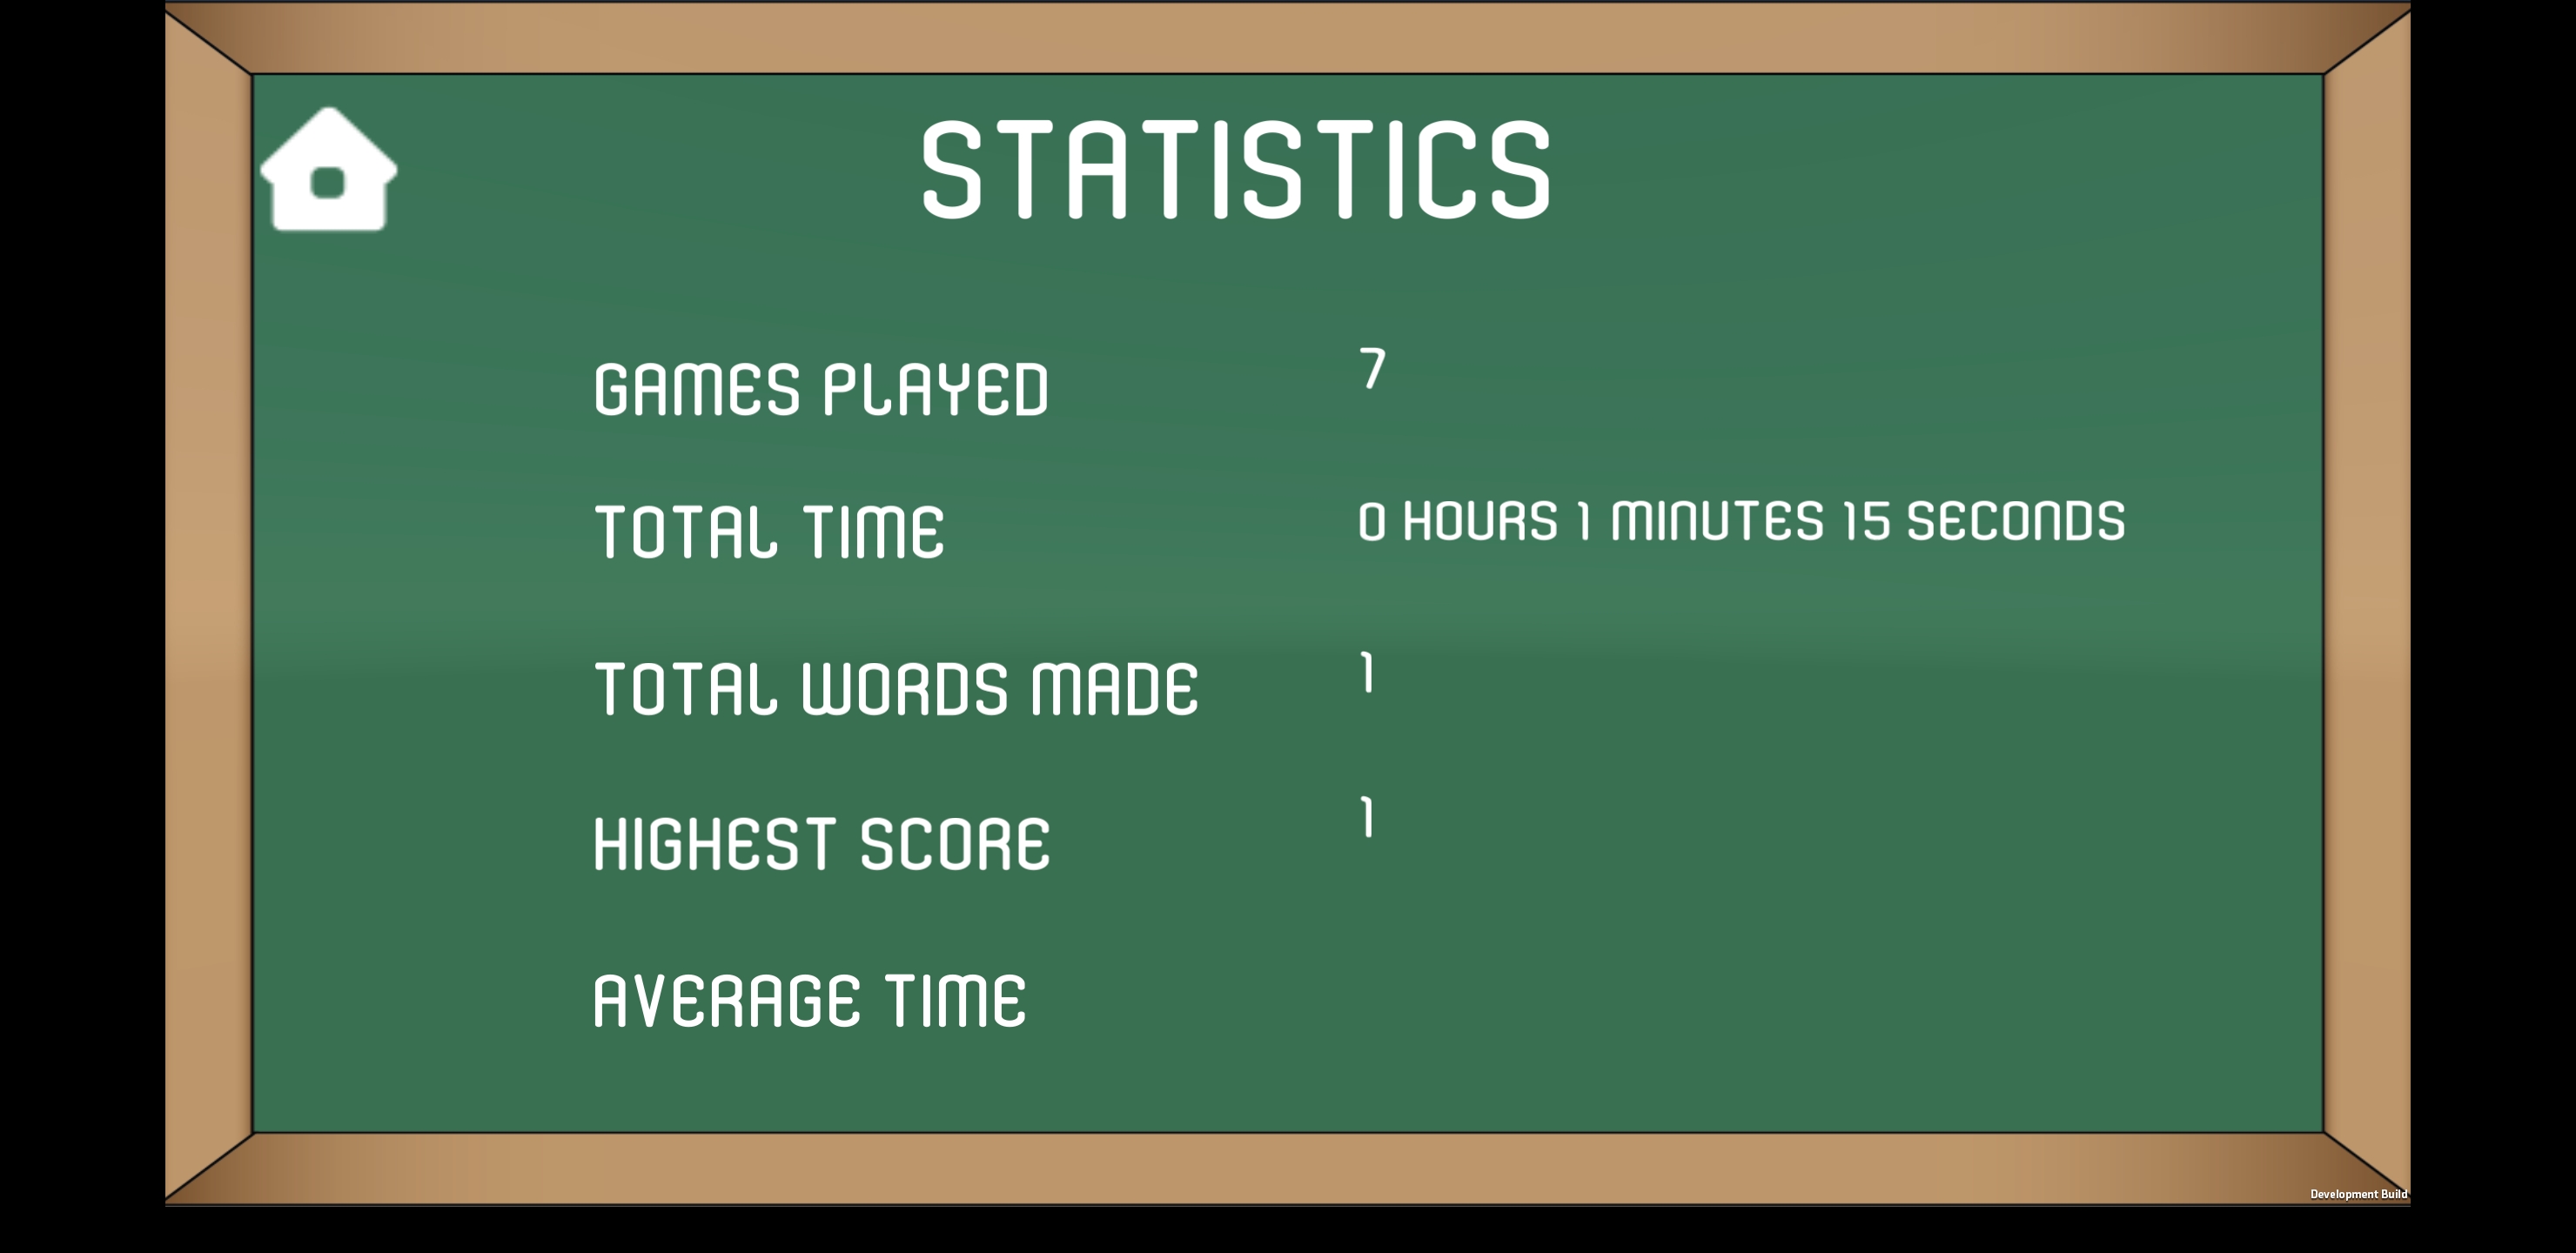 STATISTICS
GAMES PLAYED 7
TOTAL TIME 0 HOURS 1 MINUTES 15 SECONDS
TOTAL WORDS MADE 1
HIGHEST SCORE 1
AVERAGE TIME
Development Build